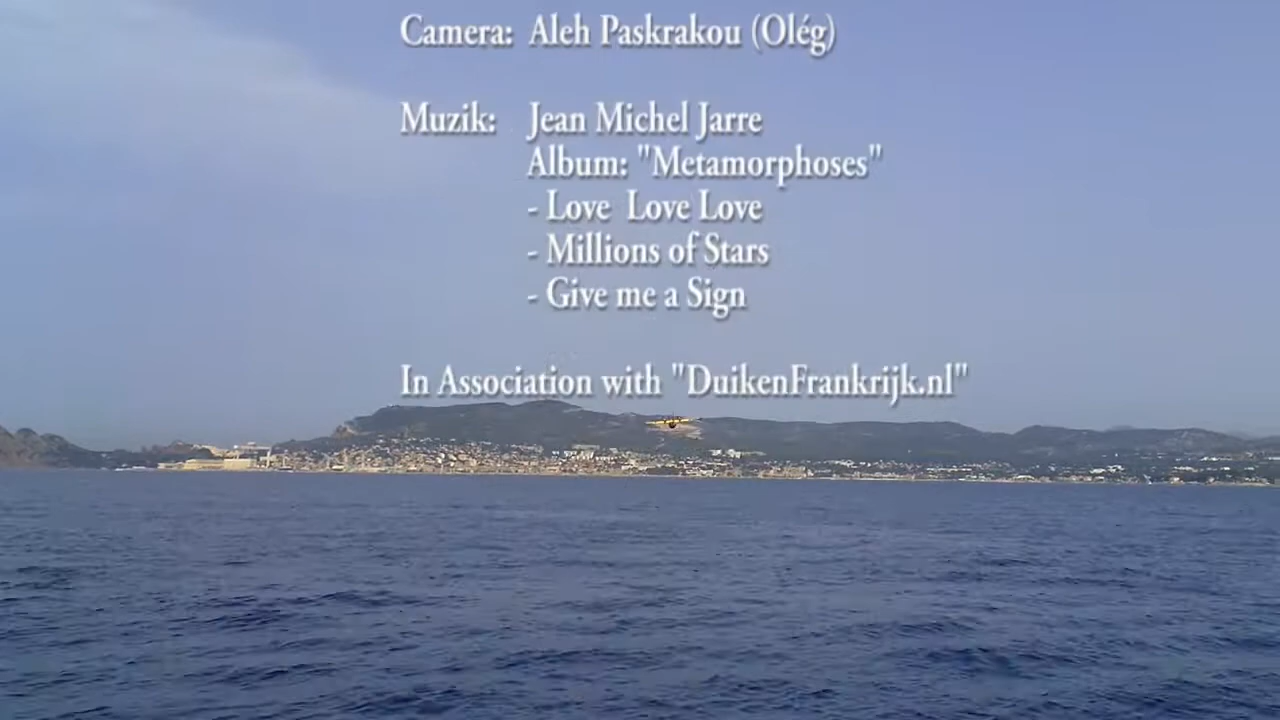 Camera: Aleh Paskrakou (Olég)
Muzik: Jean Michel Jarre
Album: "Metamorphoses"
- Love Love Love
- Millions of Stars
- Give me a Sign
In Association with "DuikenFrankrijk.nl"